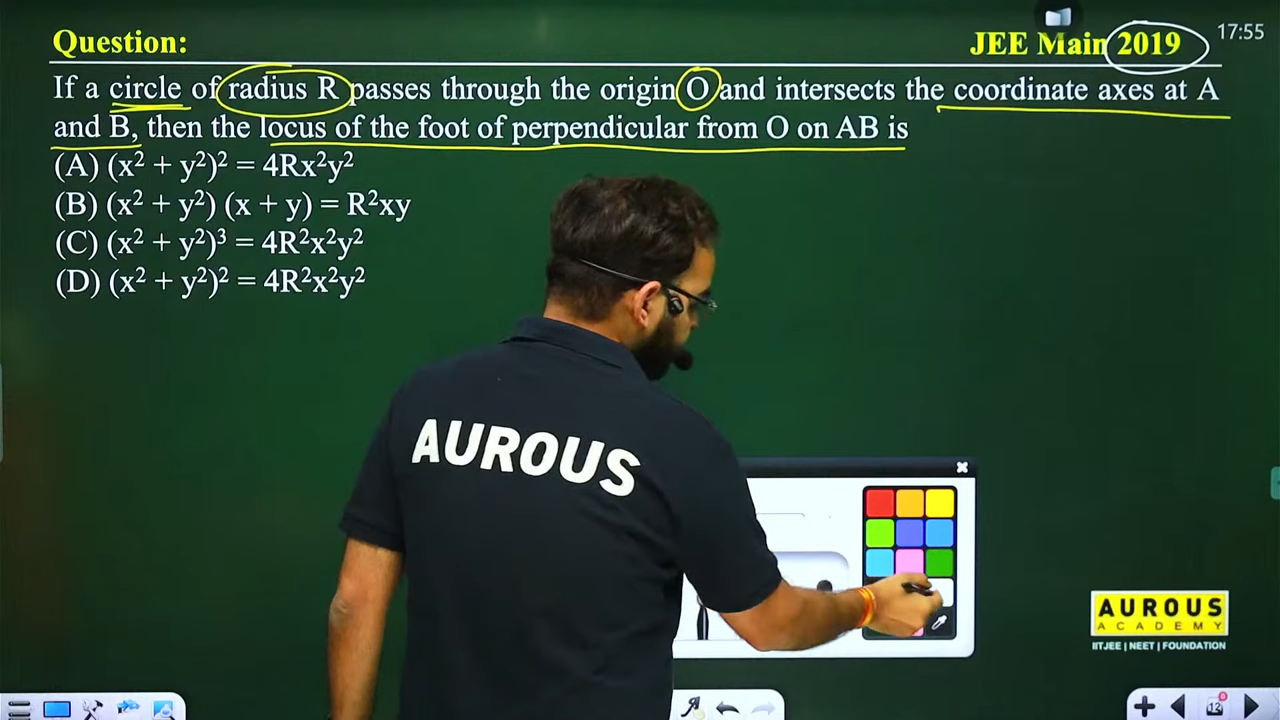 Question:
JEE Main 2019
17:55
If a circle of radius R passes through the origin O and intersects the coordinate axes at A
and B, then the locus of the foot of perpendicular from O on AB is
(A) (x² + y²)² = 4Rx²y²
(B) (x² + y²) (x + y) = R²xy
(C) (x² + y²)³ = 4R²x²y²
(D) (x² + y²)² = 4R²x²y²
AUROUS
AUROUS
ACADEMY
IITJEE | NEET | FOUNDATION
12